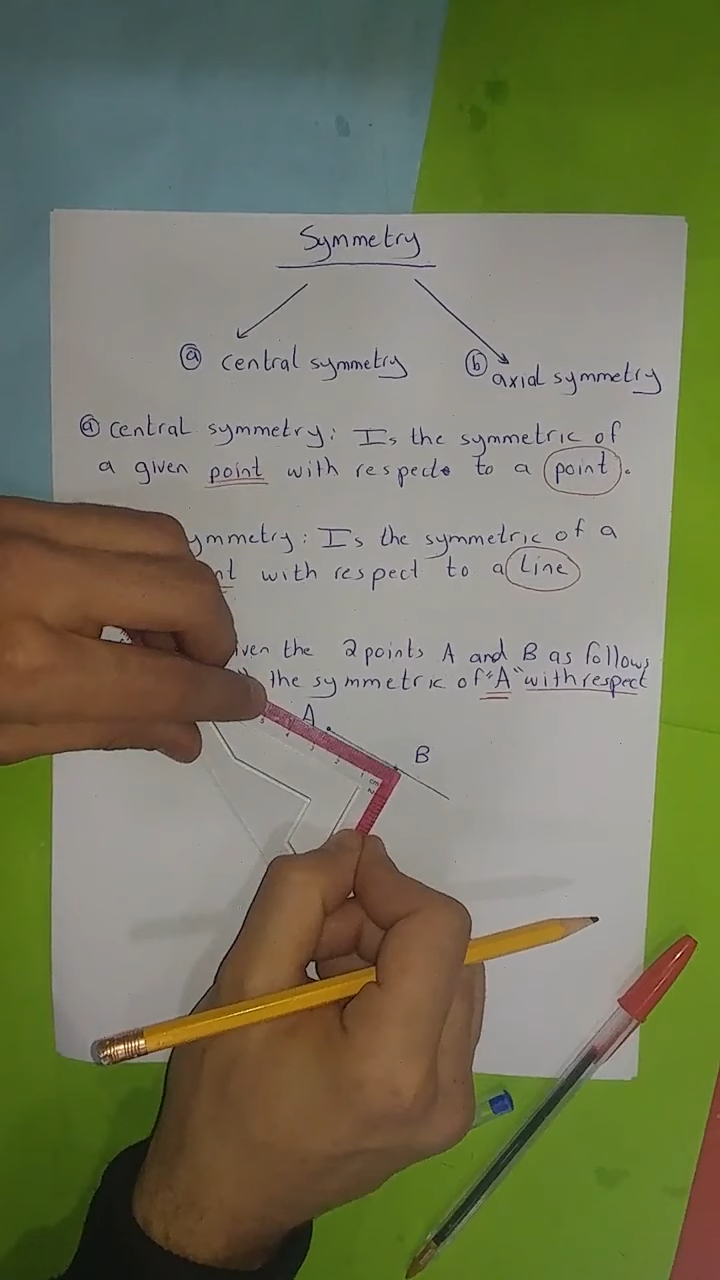 Symmetry
ⓐ central symmetry
ⓑ axial symmetry
ⓐ central symmetry: Is the symmetric of
a given point with respect to a point.
ymmetry: Is the symmetric of a
nt with respect to a Line
iven the 2 points A and B as follows,
the symmetric of "A" with respect
A
B